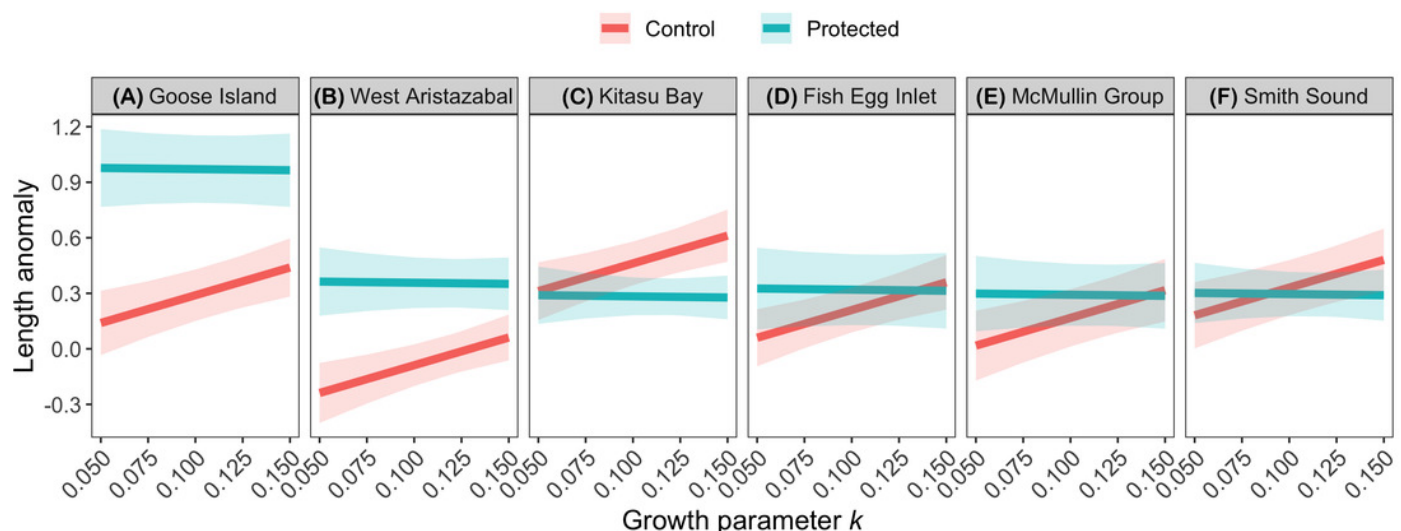 Control Protected
(A) Goose Island (B) West Aristazabal (C) Kitasu Bay (D) Fish Egg Inlet (E) McMullin Group (F) Smith Sound
Length anomaly
1.2
0.9
0.6
0.3
0.0
-0.3
0.050 0.075 0.100 0.125 0.150 0.050 0.075 0.100 0.125 0.150 0.050 0.075 0.100 0.125 0.150 0.050 0.075 0.100 0.125 0.150 0.050 0.075 0.100 0.125 0.150 0.050 0.075 0.100 0.125 0.150
Growth parameter k